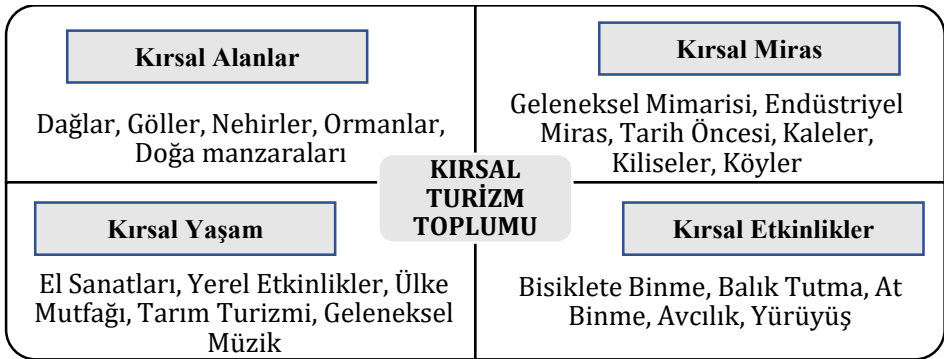 Kırsal Alanlar
Dağlar, Göller, Nehirler, Ormanlar,
Doğa manzaraları
Kırsal Miras
Geleneksel Mimarisi, Endüstriyel
Miras, Tarih Öncesi, Kaleler,
Kiliseler, Köyler
KIRSAL
TURİZM
TOPLUMU
Kırsal Yaşam
El Sanatları, Yerel Etkinlikler, Ülke
Mutfağı, Tarım Turizmi, Geleneksel
Müzik
Kırsal Etkinlikler
Bisiklete Binme, Balık Tutma, At
Binme, Avcılık, Yürüyüş